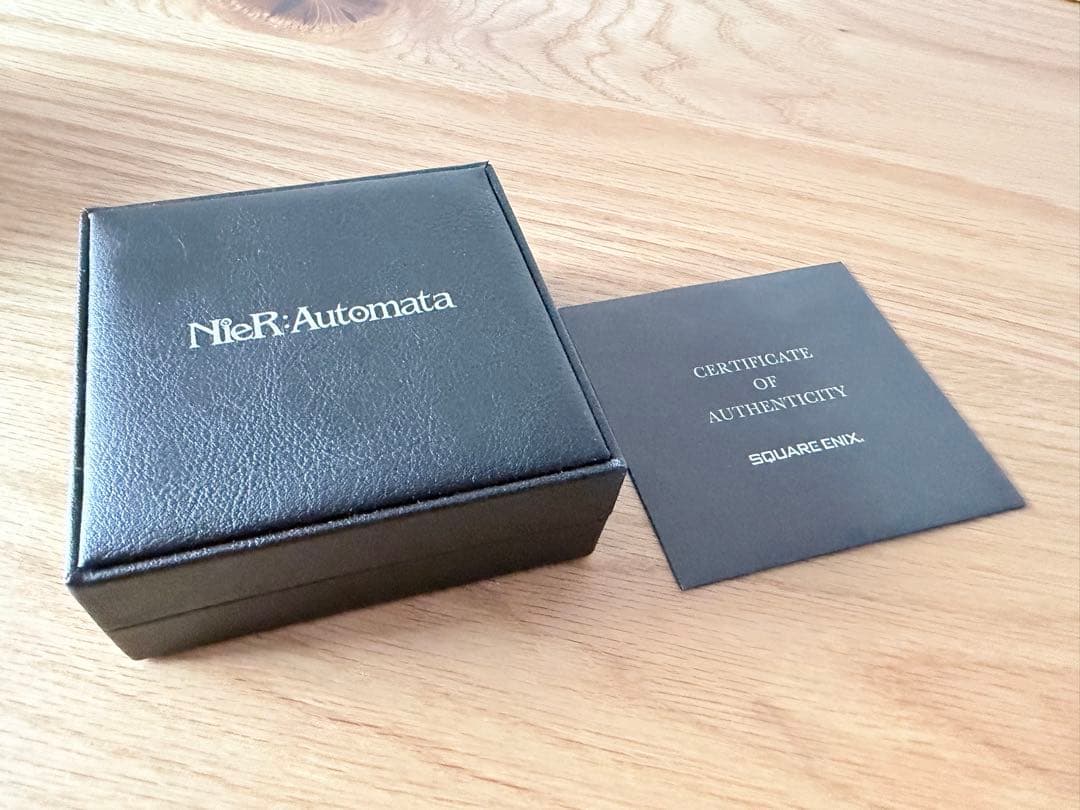 NieR:Automata
CERTIFICATE
OF
AUTHENTICITY
SQUARE ENIX.